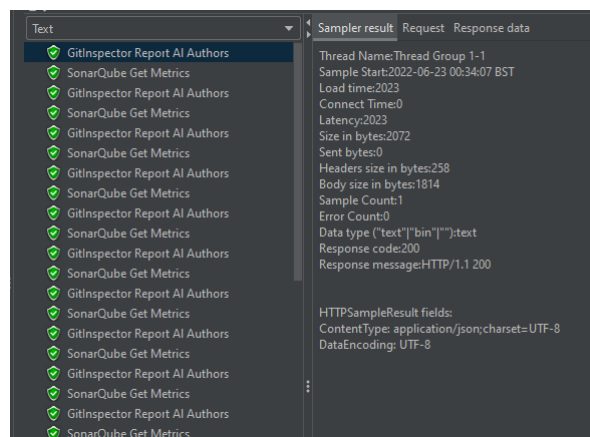 Text
GitInspector Report AI Authors
SonarQube Get Metrics
GitInspector Report AI Authors
SonarQube Get Metrics
GitInspector Report AI Authors
SonarQube Get Metrics
GitInspector Report AI Authors
SonarQube Get Metrics
GitInspector Report AI Authors
SonarQube Get Metrics
GitInspector Report AI Authors
SonarQube Get Metrics
GitInspector Report AI Authors
SonarQube Get Metrics
GitInspector Report AI Authors
SonarQube Get Metrics
GitInspector Report AI Authors
SonarQube Get Metrics
GitInspector Report AI Authors
SonarQube Get Metrics
Sampler result Request Response data
Thread Name:Thread Group 1-1
Sample Start:2022-06-23 00:34:07 BST
Load time:2023
Connect Time:0
Latency:2023
Size in bytes:2072
Sent bytes:0
Headers size in bytes:258
Body size in bytes:1814
Sample Count:1
Error Count:0
Data type ("text"|"bin"|""):text
Response code:200
Response message:HTTP/1.1 200
HTTPSampleResult fields:
ContentType: application/json;charset=UTF-8
DataEncoding: UTF-8